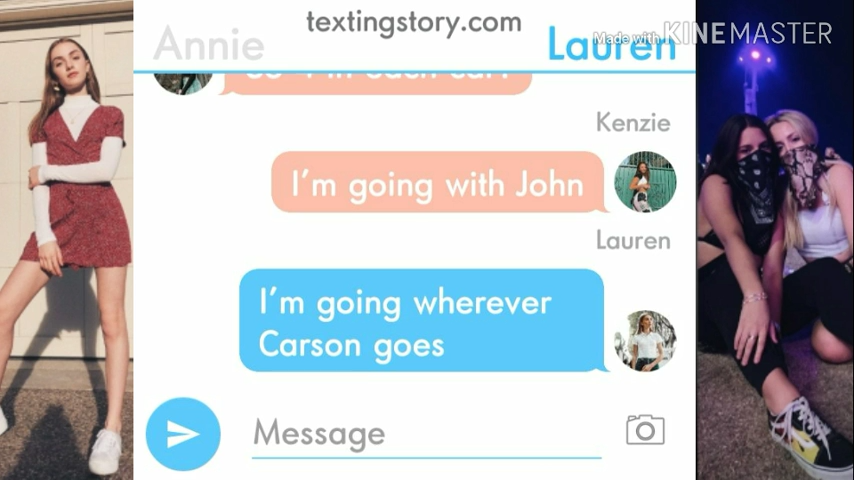 textingstory.com
Made with KINEMASTER
Annie
Lauren
Kenzie
I'm going with John
Lauren
I'm going wherever
Carson goes
Message